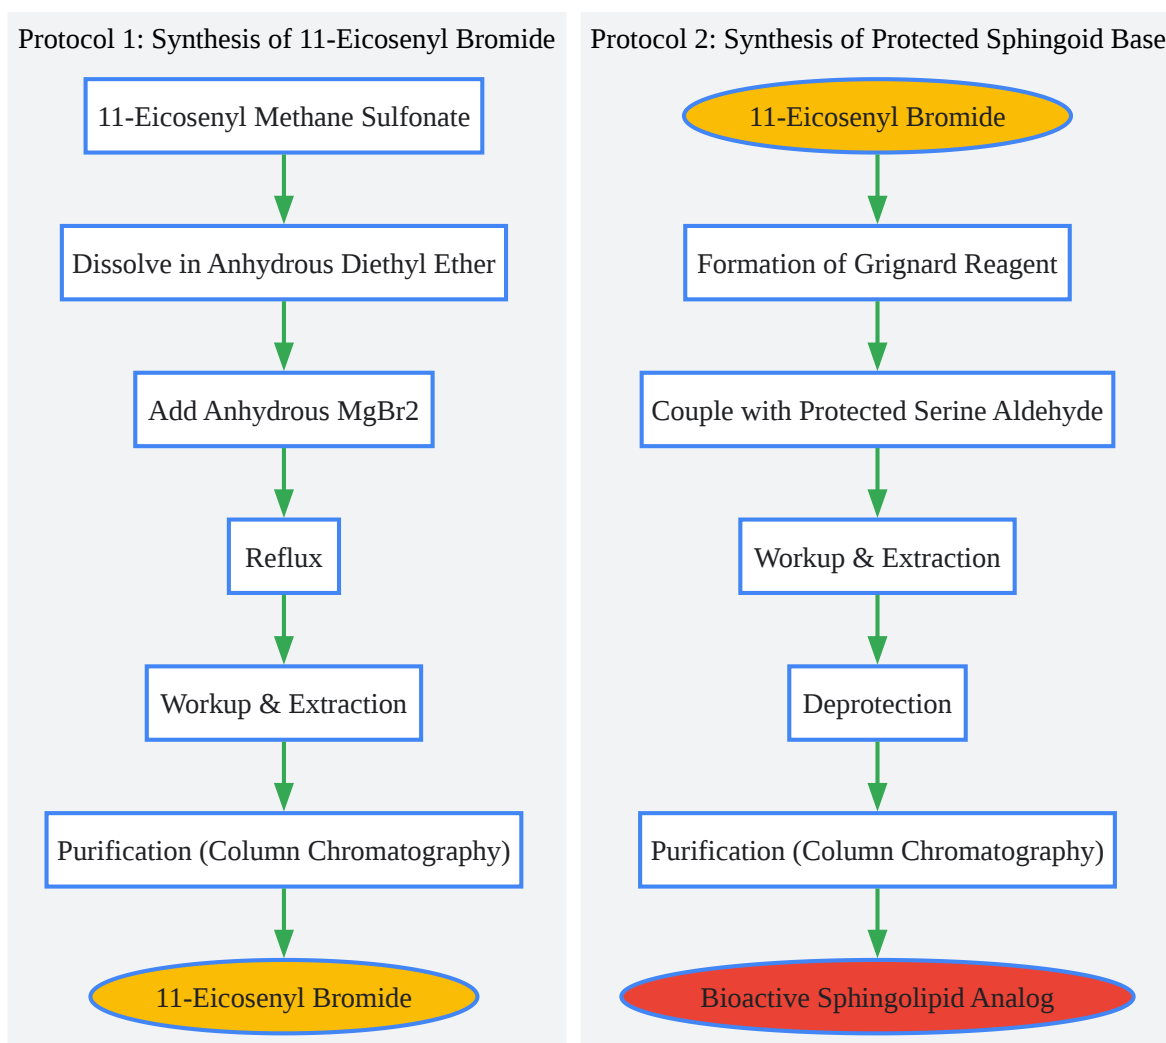 Protocol 1: Synthesis of 11-Eicosenyl Bromide
11-Eicosenyl Methane Sulfonate
Dissolve in Anhydrous Diethyl Ether
Add Anhydrous MgBr2
Reflux
Workup & Extraction
Purification (Column Chromatography)
11-Eicosenyl Bromide
Protocol 2: Synthesis of Protected Sphingoid Base
11-Eicosenyl Bromide
Formation of Grignard Reagent
Couple with Protected Serine Aldehyde
Workup & Extraction
Deprotection
Purification (Column Chromatography)
Bioactive Sphingolipid Analog